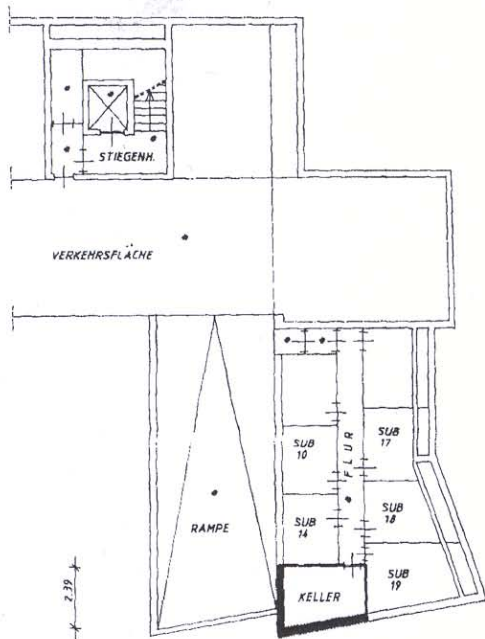 STIEGENH.
VERKEHRSFLÄCHE
SUB
10
FLUR
SUB
17
SUB
14
SUB
18
RAMPE
SUB
19
KELLER
2.39